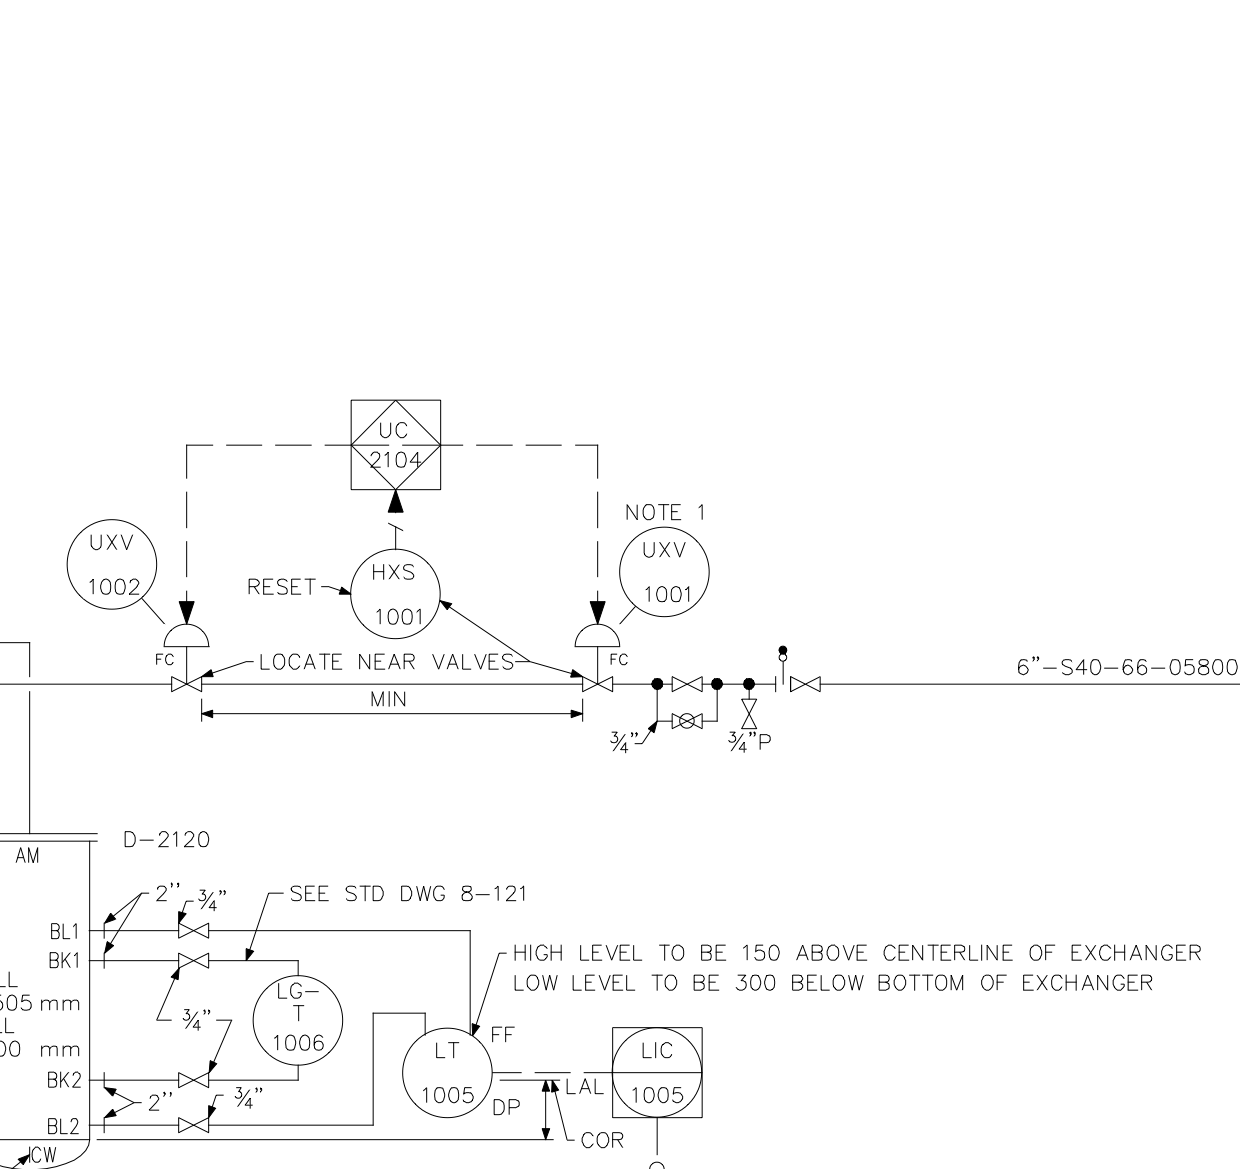 UC
2104
NOTE 1
UXV
1002
HXS
1001
UXV
1001
RESET
FC
LOCATE NEAR VALVES
FC
6"-S40-66-05800
MIN
3/4"
3/4"P
D-2120
AM
2''
3/4"
SEE STD DWG 8-121
BL1
BK1
HIGH LEVEL TO BE 150 ABOVE CENTERLINE OF EXCHANGER
LOW LEVEL TO BE 300 BELOW BOTTOM OF EXCHANGER
LL
605 mm
LL
00 mm
LG-
T
1006
3/4"
FF
LT
1005
DP
LIC
1005
BK2
LAL
2''
3/4"
BL2
COR
ICW